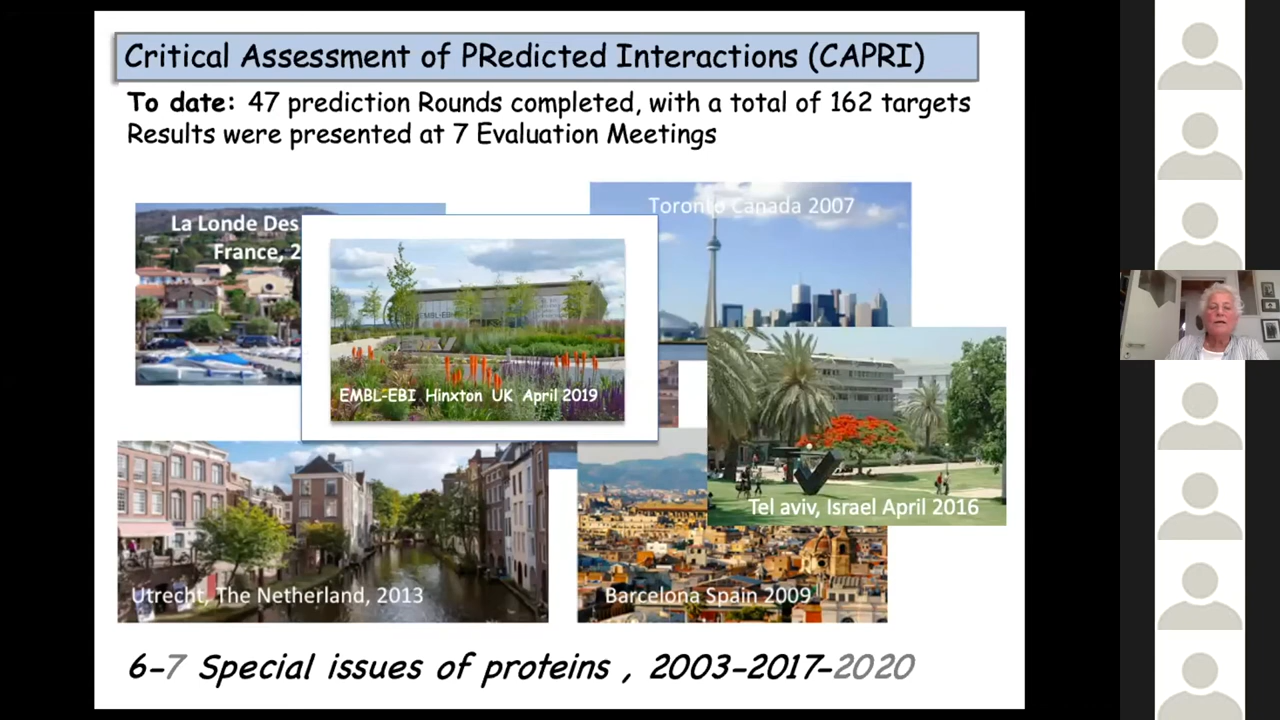 Critical Assessment of PRedicted Interactions (CAPRI)
To date: 47 prediction Rounds completed, with a total of 162 targets
Results were presented at 7 Evaluation Meetings
La Londe Des
France, 2
Toronto Canada 2007
EMBL-EBI
EMBL-EBI Hinxton UK April 2019
Tel aviv, Israel April 2016
Utrecht, The Netherland, 2013
Barcelona Spain 2009
6-7 Special issues of proteins , 2003-2017-2020